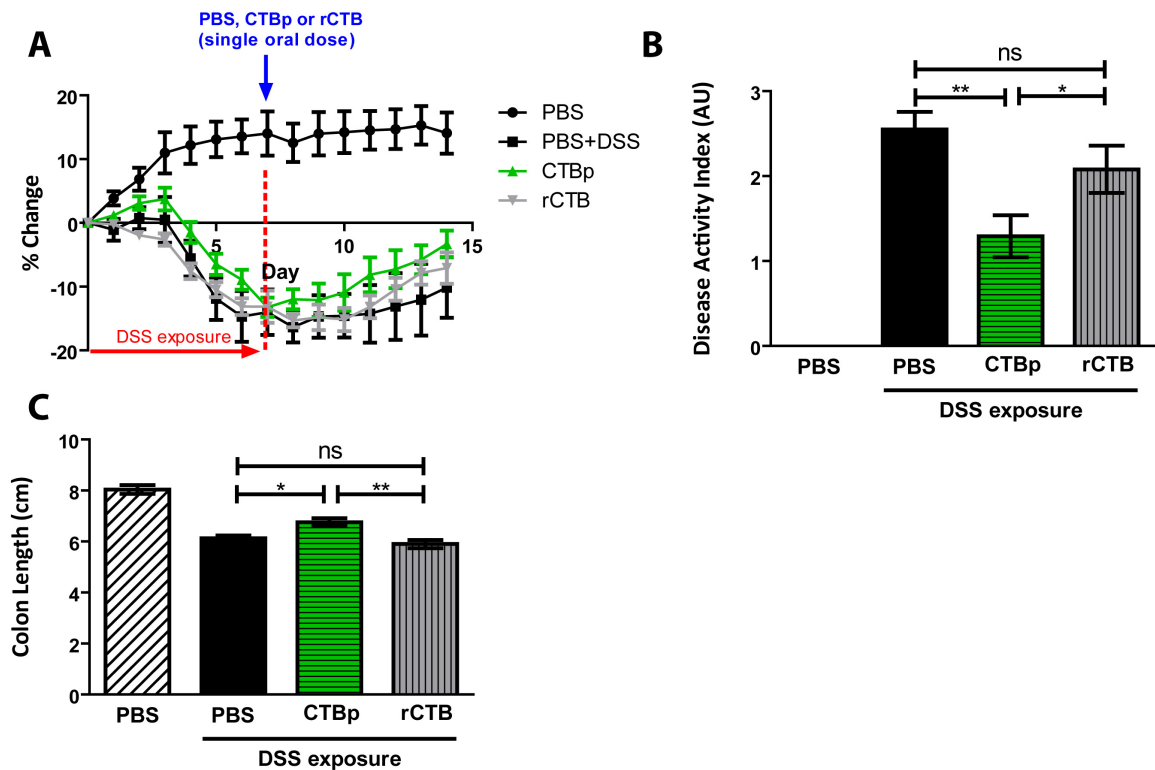 A
PBS, CTBp or rCTB
(single oral dose)
% Change
20
10
0
-10
-20
5
10
15
Day
DSS exposure
PBS
PBS+DSS
CTBp
rCTB
B
Disease Activity Index (AU)
3
2
1
0
ns
** *
PBS PBS CTBp rCTB
DSS exposure
C
Colon Length (cm)
10
8
6
4
2
0
ns
* **
PBS PBS CTBp rCTB
DSS exposure